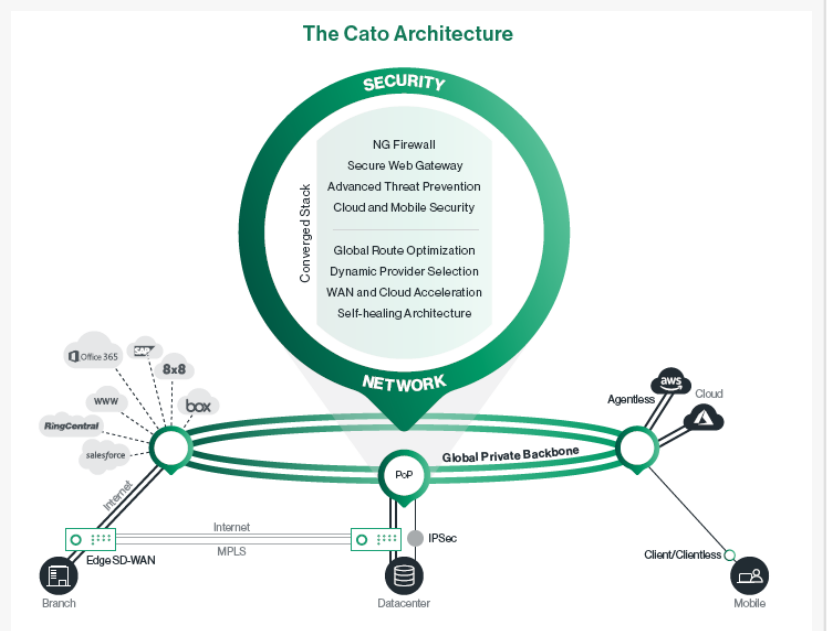 The Cato Architecture
SECURITY
Converged Stack
NG Firewall
Secure Web Gateway
Advanced Threat Prevention
Cloud and Mobile Security
Global Route Optimization
Dynamic Provider Selection
WAN and Cloud Acceleration
Self-healing Architecture
NETWORK
Office 365
SAP
8x8
www
box
RingCentral
salesforce
aws
Agentless
Cloud
Global Private Backbone
PoP
Internet
Internet
MPLS
IPSec
Edge SD-WAN
Client/Clientless
Branch
Datacenter
Mobile